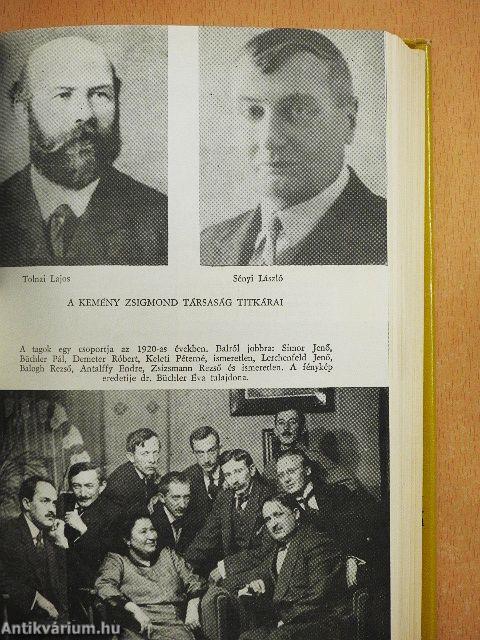 Tolnai Lajos
Sényi László
A KEMÉNY ZSIGMOND TÁRSASÁG TITKÁRAI
A tagok egy csoportja az 1920-as években. Balról jobbra: Simor Jenő,
Büchler Pál, Demeter Róbert, Keleti Péterné, ismeretlen, Lerchenfeld Jenő,
Balogh Rezső, Antalffy Endre, Zsizsmann Rezső és ismeretlen. A fénykép
eredetije dr. Büchler Éva tulajdona.
Antikvárium.hu